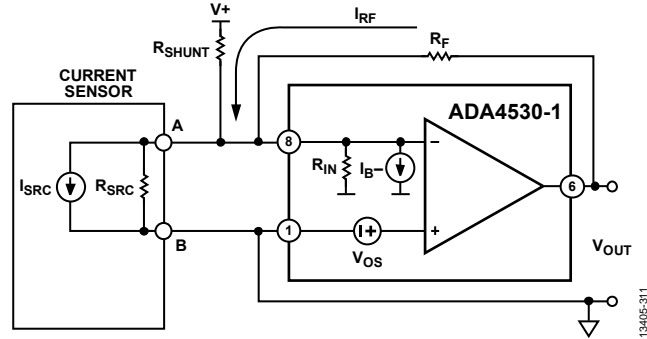 V+
I_RF
R_SHUNT
R_F
CURRENT
SENSOR
ADA4530-1
A
8
R_IN
I_B−
−
I_SRC
R_SRC
6
B
1
+
+
V_OS
V_OUT
13405-311